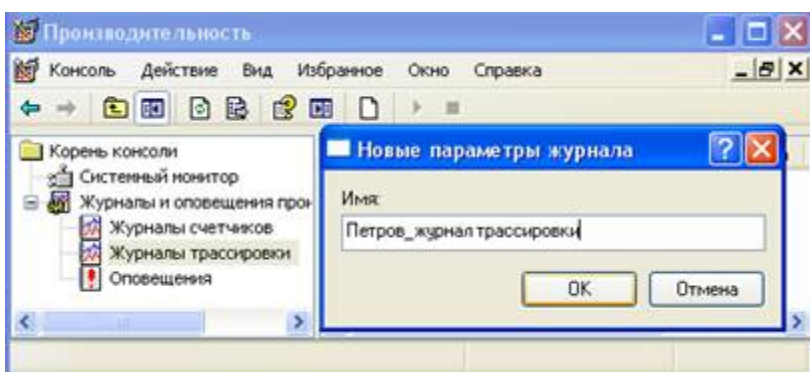 Производительность
Консоль Действие Вид Избранное Окно Справка
Корень консоли
Системный монитор
Журналы и оповещения прои
Журналы счетчиков
Журналы трассировки
Оповещения
Новые параметры журнала
Имя:
Петров_журнал трассировки
OK Отмена